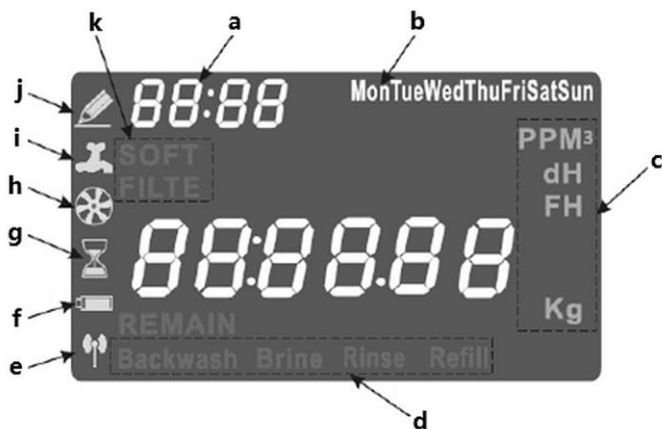 k
a
b
j
88:88
MonTueWedThuFriSatSun
i
SOFT
PPM3
h
FILTE
dH
c
FH
g
88:88.88
f
Kg
REMAIN
e
Backwash Brine Rinse Refill
d